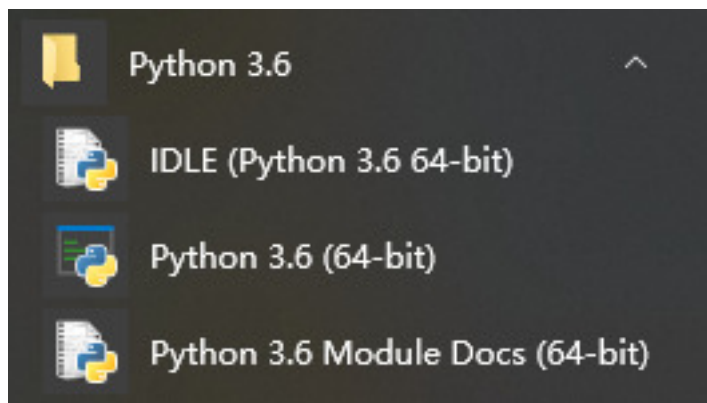 Python 3.6
IDLE (Python 3.6 64-bit)
Python 3.6 (64-bit)
Python 3.6 Module Docs (64-bit)